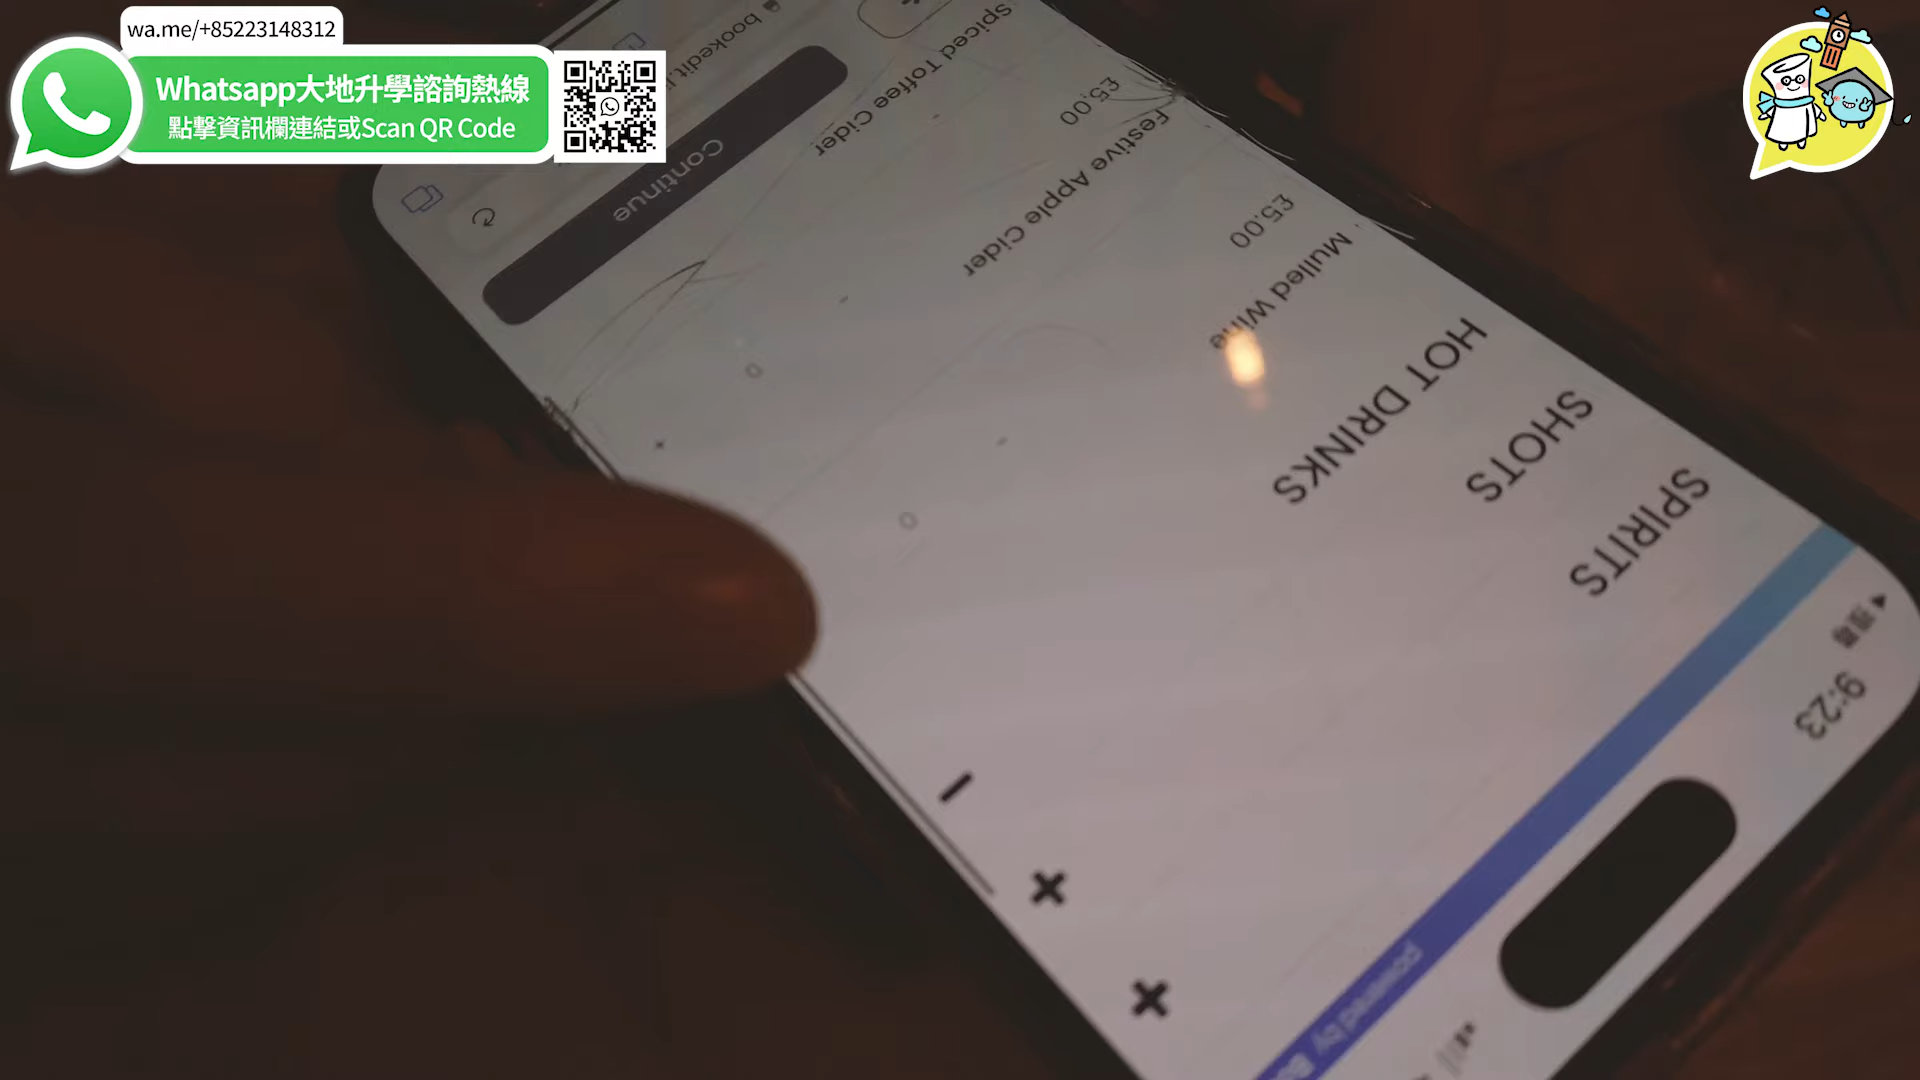 wa.me/+85223148312
Whatsapp大地升學諮詢熱線
點擊資訊欄連結或Scan QR Code
9:23
powered by
SPIRITS
SHOTS
HOT DRINKS
Mulled Wine
£5.00
Festive Apple Cider
£5.00
Spiced Toffee Cider
Continue